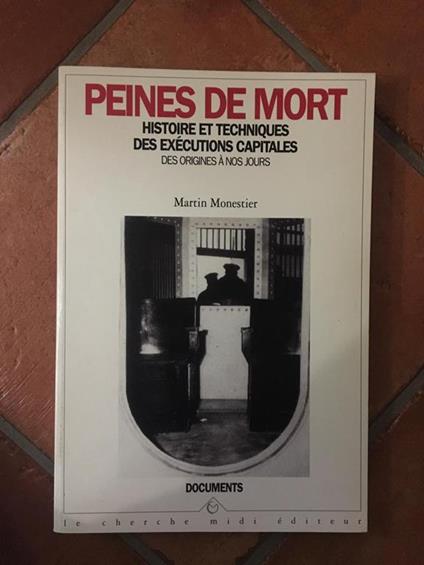 PEINES DE MORT
HISTOIRE ET TECHNIQUES
DES EXÉCUTIONS CAPITALES
DES ORIGINES À NOS JOURS
Martin Monestier
DOCUMENTS
le cherche midi éditeur